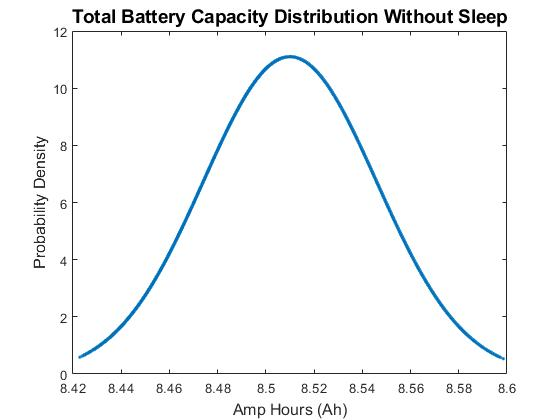 Total Battery Capacity Distribution Without Sleep
12
10
8
6
4
2
0
Probability Density
8.42 8.44 8.46 8.48 8.5 8.52 8.54 8.56 8.58 8.6
Amp Hours (Ah)